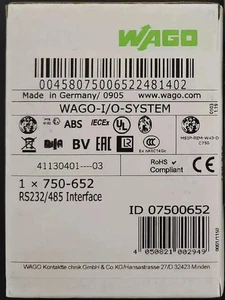 WAGO
00458075006522481402
Made in Germany/ 0905
www.wago.com
WAGO-I/O-SYSTEM
ABS
IECEx
BV
EAC
41130401----03
RoHS ✓
Compliant
1 × 750-652
RS232/485 Interface
ID 07500652
4 050821 002949
WAGO Kontakttechnik GmbH & Co KG/Hansastrasse 27/D 32423 Minden